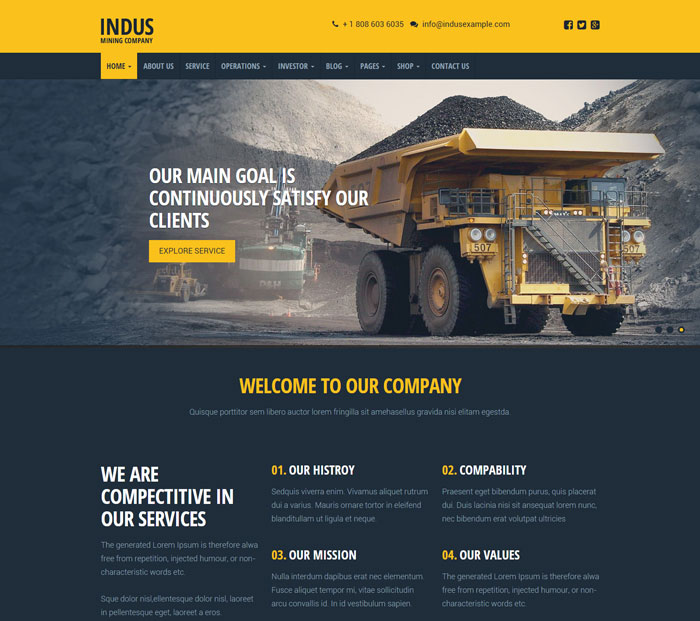 INDUS
MINING COMPANY
+ 1 808 603 6035
info@indusexample.com
HOME
ABOUT US
SERVICE
OPERATIONS
INVESTOR
BLOG
PAGES
SHOP
CONTACT US
OUR MAIN GOAL IS
CONTINUOUSLY SATISFY OUR
CLIENTS
EXPLORE SERVICE
507
507
P&H
WELCOME TO OUR COMPANY
Quisque porttitor sem libero auctor lorem fringilla sit amehasellus gravida nisi elitam egestda.
WE ARE
COMPECTITIVE IN
OUR SERVICES
The generated Lorem Ipsum is therefore alwa
free from repetition, injected humour, or non-
characteristic words etc.
Sque dolor nisl,ellentesque dolor nisl, laoreet
in pellentesque eget, laoreet a eros.
01. OUR HISTROY
Sedquis viverra enim. Vivamus aliquet rutrum
dui a varius. Mauris ornare tortor in eleifend
blanditullam ut ligula et neque.
02. COMPABILITY
Praesent eget bibendum purus, quis placerat
dui. Duis lacinia nisi sit ansequat lorem nunc,
nec bibendum erat volutpat ultricies
03. OUR MISSION
Nulla interdum dapibus erat nec elementum.
Fusce aliquet tempor mi, vitae sollicitudin
arcu convallis id. In id vestibulum sapien.
04. OUR VALUES
The generated Lorem Ipsum is therefore alwa
free from repetition, injected humour, or non-
characteristic words etc.